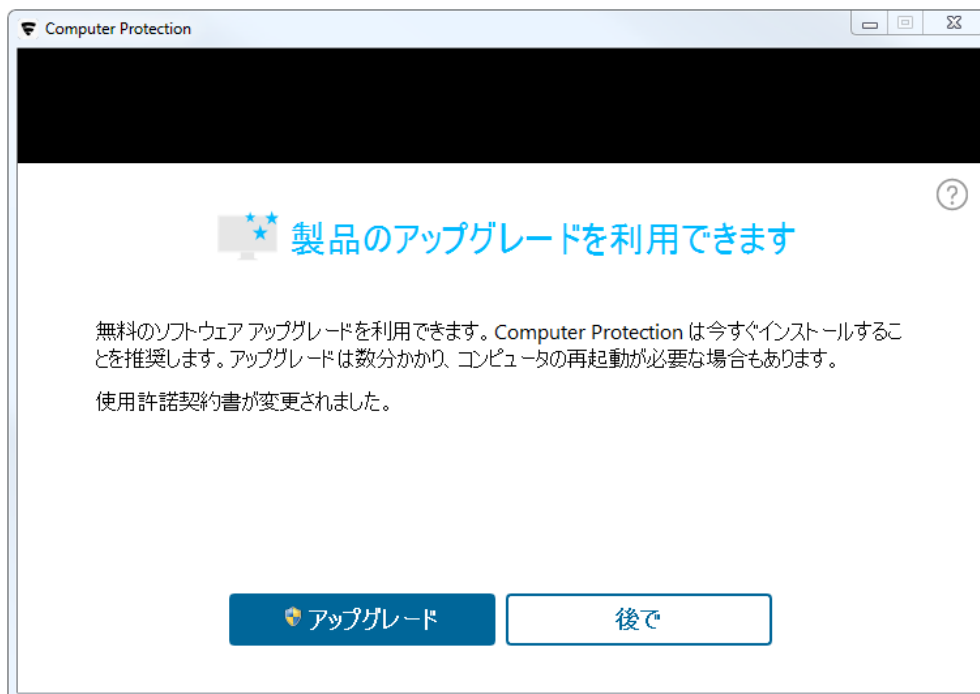 Computer Protection
?
製品のアップグレードを利用できます
無料のソフトウェア アップグレードを利用できます。Computer Protection は今すぐインストールするこ
とを推奨します。アップグレードは数分かかり、コンピュータの再起動が必要な場合もあります。
使用許諾契約書が変更されました。
アップグレード
後で